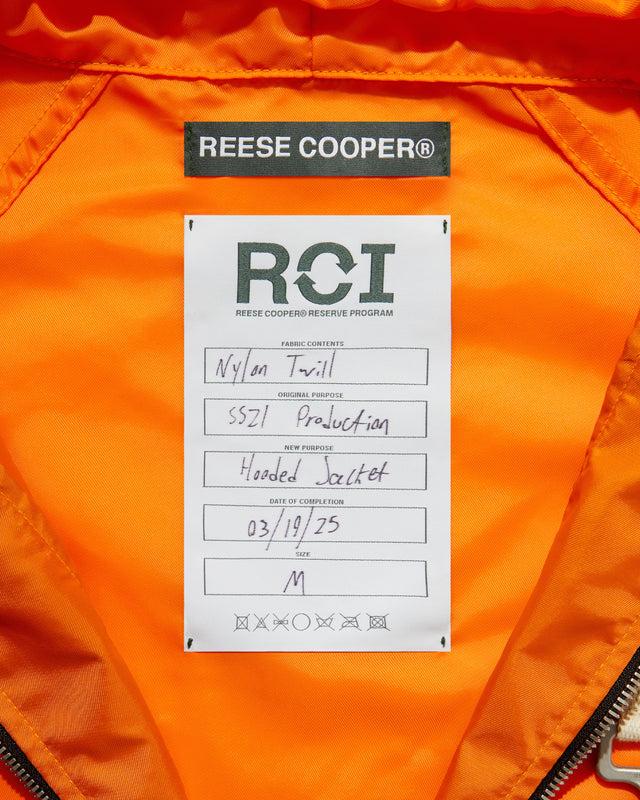 REESE COOPER®
RCI
REESE COOPER® RESERVE PROGRAM
FABRIC CONTENTS
Nylon Twill
ORIGINAL PURPOSE
SS21 Production
NEW PURPOSE
Hooded Jacket
DATE OF COMPLETION
03/19/25
SIZE
M